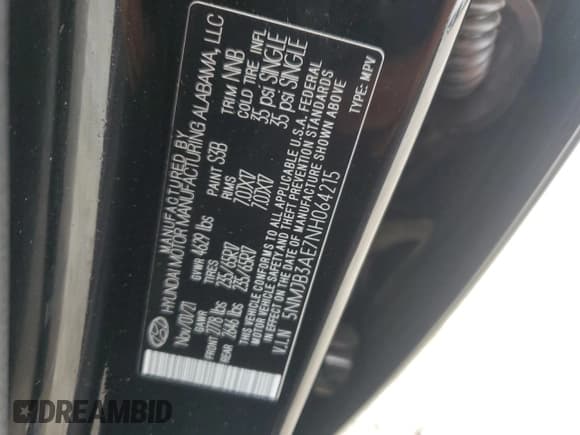 MANUFACTURED BY
HYUNDAI MOTOR MANUFACTURING ALABAMA, LLC
Nov/10/21 GVWR 4629 lbs PAINT S3B TRIM NNB
GAWR TIRES RIMS COLD TIRE INFL
FRONT 2778 lbs 235/65R17 7.0JX17 35 psi SINGLE
REAR 2646 lbs 235/65R17 7.0JX17 35 psi SINGLE
THIS VEHICLE CONFORMS TO ALL APPLICABLE U.S.A. FEDERAL
MOTOR VEHICLE SAFETY AND THEFT PREVENTION STANDARDS
IN EFFECT ON THE DATE OF MANUFACTURE SHOWN ABOVE
V.I.N 5NMJB3AE7NH064215 TYPE: MPV
DREAMBID